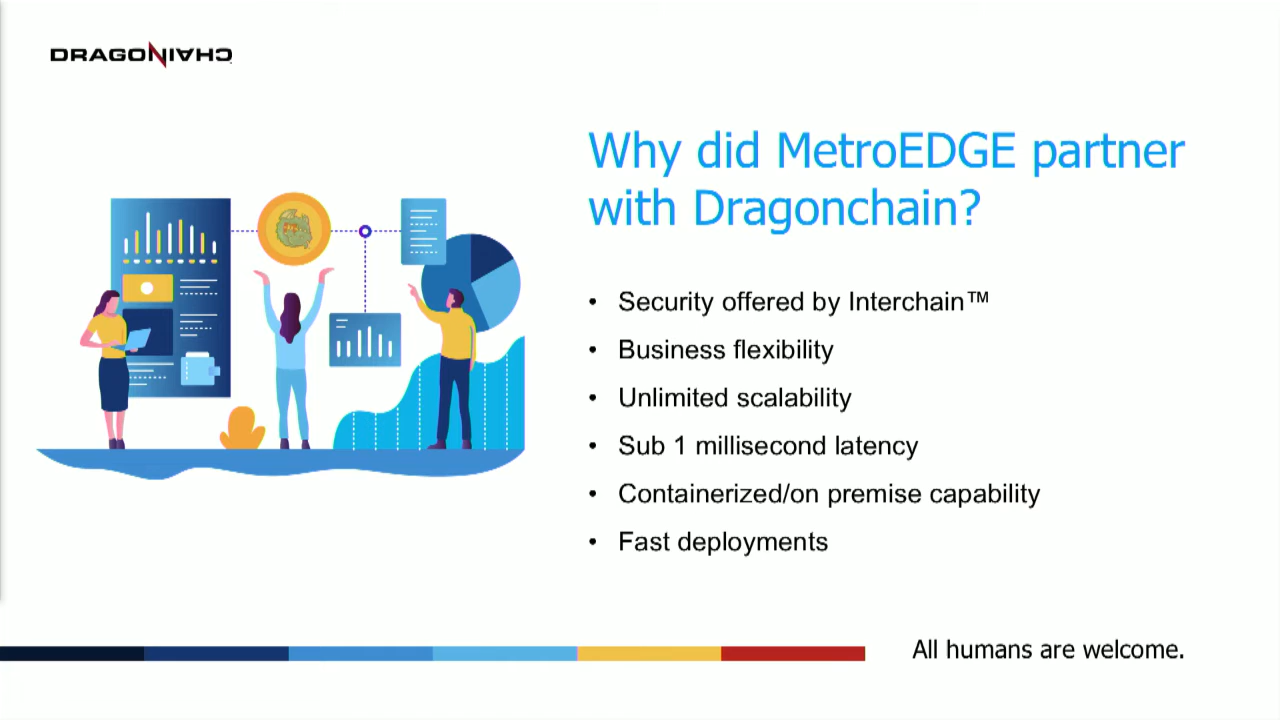 DRAGONCHAIN
Why did MetroEDGE partner
with Dragonchain?
• Security offered by Interchain™
• Business flexibility
• Unlimited scalability
• Sub 1 millisecond latency
• Containerized/on premise capability
• Fast deployments
All humans are welcome.